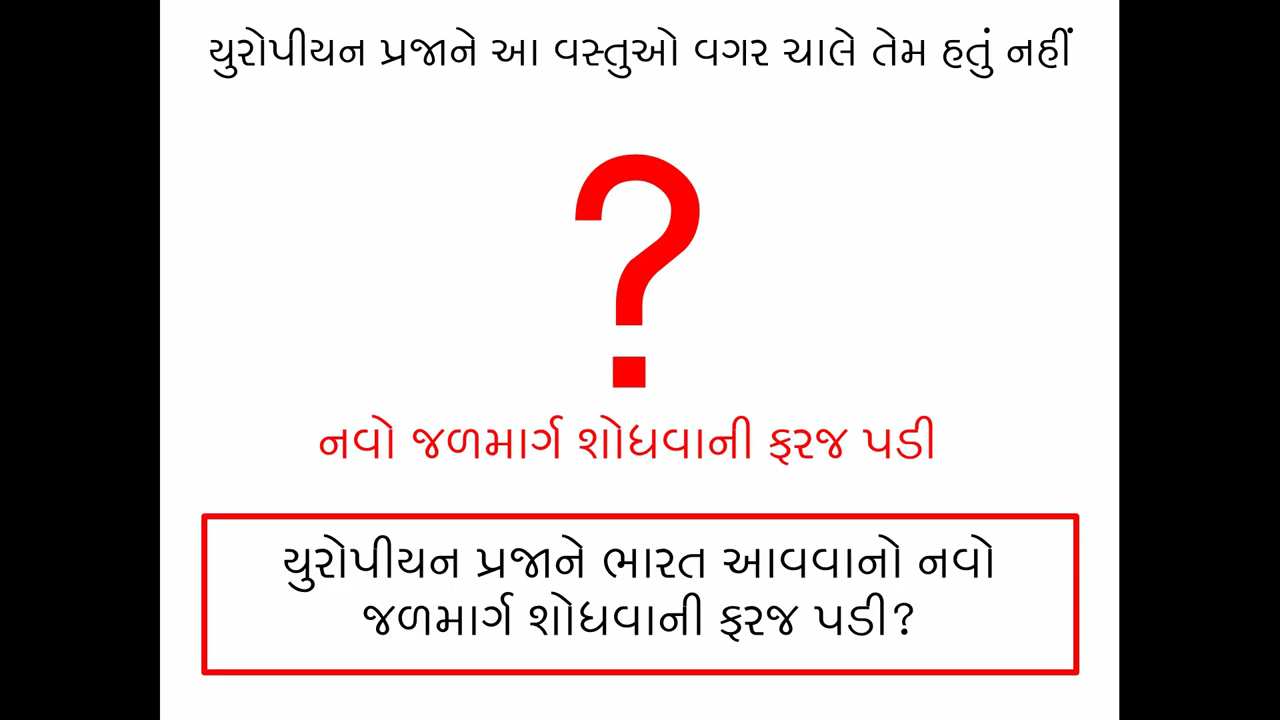 યુરોપીયન પ્રજાને આ વસ્તુઓ વગર ચાલે તેમ હતું નહીં
?
નવો જળમાર્ગ શોધવાની ફરજ પડી
યુરોપીયન પ્રજાને ભારત આવવાનો નવો
જળમાર્ગ શોધવાની ફરજ પડી?